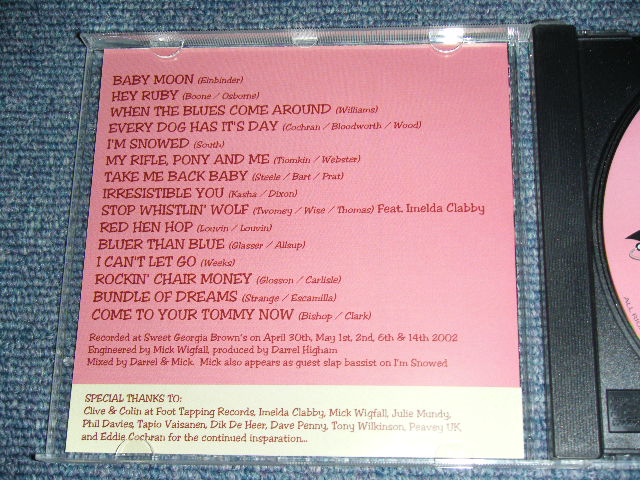 BABY MOON (Einbinder)
HEY RUBY (Boone / Osborne)
WHEN THE BLUES COME AROUND (Williams)
EVERY DOG HAS IT'S DAY (Cochran / Bloodworth / Wood)
I'M SNOWED (South)
MY RIFLE, PONY AND ME (Tiomkin / Webster)
TAKE ME BACK BABY (Steele / Bart / Prat)
IRRESISTIBLE YOU (Kasha / Dixon)
STOP WHISTLIN' WOLF (Twomey / Wise / Thomas) Feat. Imelda Clabby
RED HEN HOP (Louvin / Louvin)
BLUER THAN BLUE (Glasser / Allsup)
I CAN'T LET GO (Weeks)
ROCKIN' CHAIR MONEY (Glosson / Carlisle)
BUNDLE OF DREAMS (Strange / Escamilla)
COME TO YOUR TOMMY NOW (Bishop / Clark)
Recorded at Sweet Georgia Brown's on April 30th, May 1st, 2nd, 6th & 14th 2002
Engineered by Mick Wigfall, produced by Darrel Higham
Mixed by Darrel & Mick. Mick also appears as guest slap bassist on I'm Snowed
SPECIAL THANKS TO:
Clive & Colin at Foot Tapping Records, Imelda Clabby, Mick Wigfall, Julie Mundy,
Phil Davies, Tapio Vaisanen, Dik De Heer, Dave Penny, Tony Wilkinson, Peavey UK
and Eddie Cochran for the continued insparation...